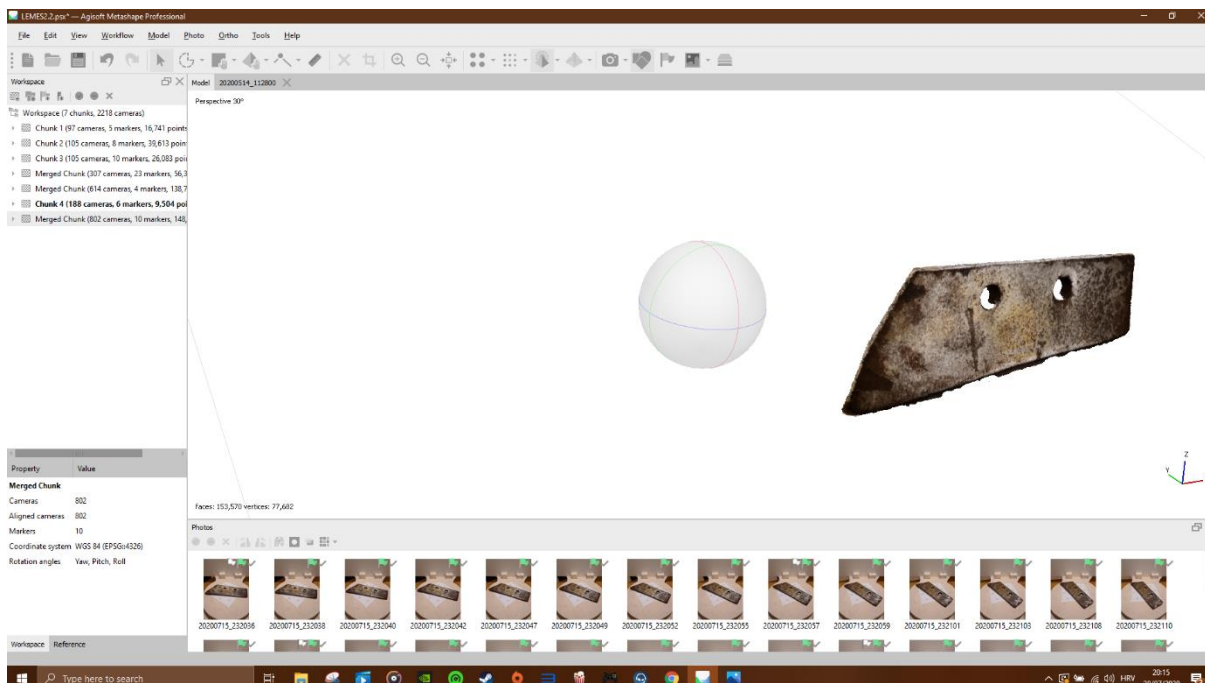 LEMES2.2.psx* — Agisoft Metashape Professional
File Edit View Workflow Model Photo Ortho Tools Help
Workspace
Model 20200514_112800
Perspective 30°
Workspace (7 chunks, 2218 cameras)
Chunk 1 (97 cameras, 5 markers, 16,741 points
Chunk 2 (105 cameras, 8 markers, 39,613 poin
Chunk 3 (105 cameras, 10 markers, 26,083 poi
Merged Chunk (307 cameras, 23 markers, 56,3
Merged Chunk (614 cameras, 4 markers, 138,7
Chunk 4 (188 cameras, 6 markers, 9,504 poi
Merged Chunk (802 cameras, 10 markers, 148,
Z
Y
Property Value
Merged Chunk
Cameras 802
Aligned cameras 802
Markers 10
Coordinate system WGS 84 (EPSG::4326)
Rotation angles Yaw, Pitch, Roll
Faces: 153,570 vertices: 77,682
Photos
20200715_232036 20200715_232038 20200715_232040 20200715_232042 20200715_232047 20200715_232049 20200715_232052 20200715_232055 20200715_232057 20200715_232059 20200715_232101 20200715_232103 20200715_232108 20200715_232110
Workspace Reference
Type here to search
HRV
20:15